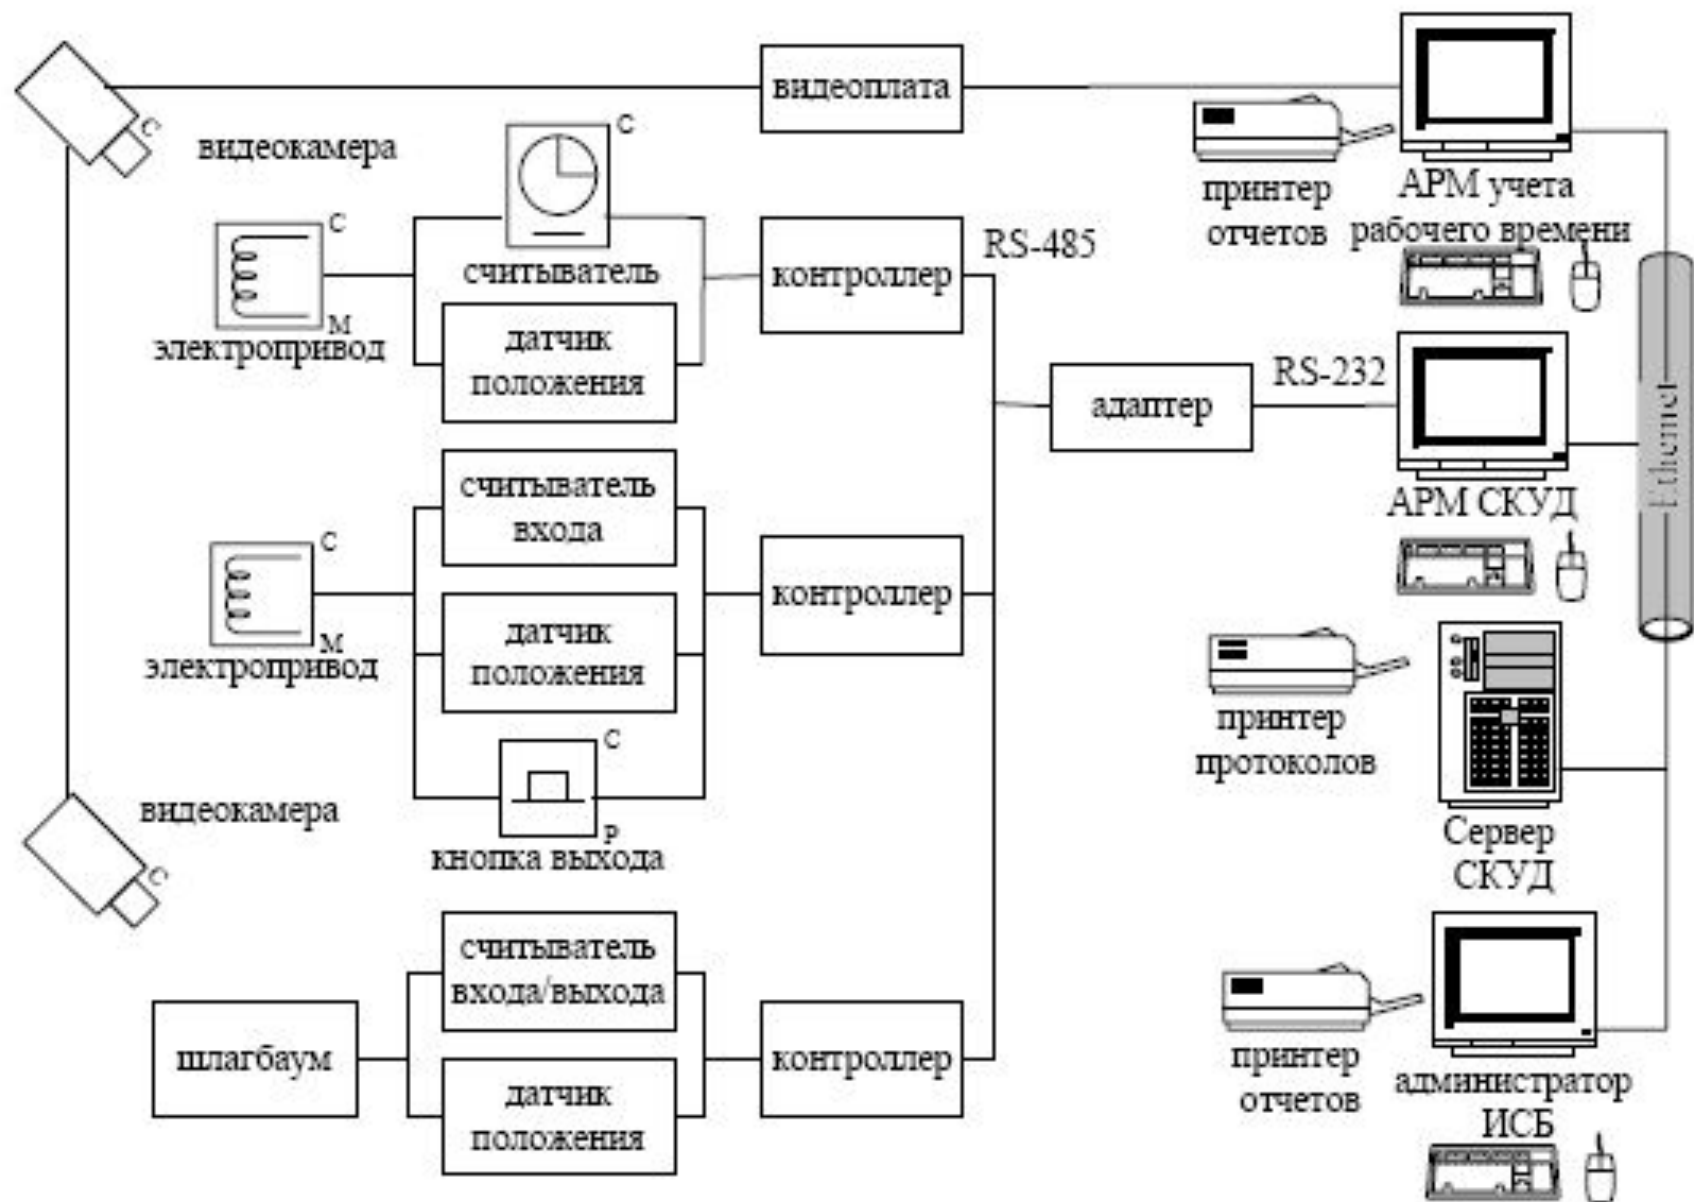 видеоплата
С
видеокамера
С
принтер
отчетов
АРМ учета
рабочего времени
С
М
электропривод
считыватель
контроллер
RS-485
датчик
положения
адаптер
RS-232
АРМ СКУД
Ethernet
считыватель
входа
С
М
электропривод
контроллер
датчик
положения
принтер
протоколов
С
Р
кнопка выхода
видеокамера
С
Сервер
СКУД
считыватель
входа/выхода
шлагбаум
контроллер
датчик
положения
принтер
отчетов
администратор
ИСБ